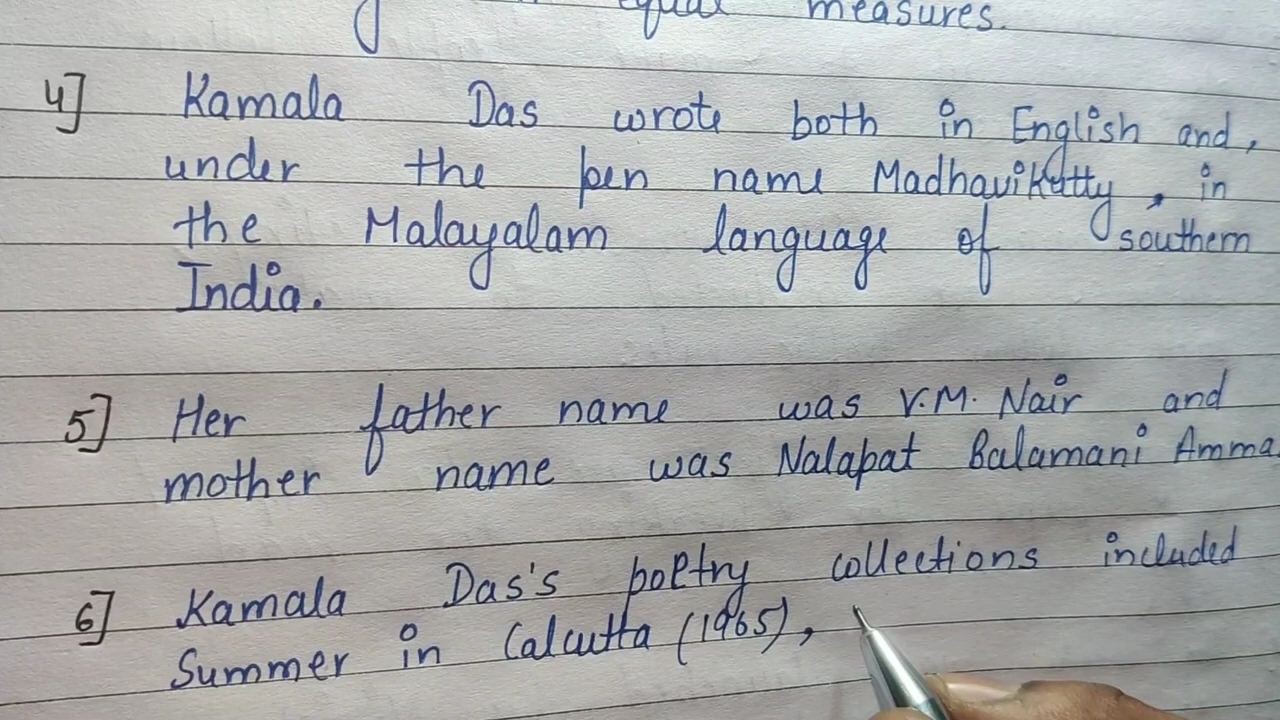 equal measures.
4] Kamala Das wrote both in English and,
under the pen name Madhavikutty, in
the Malayalam language of southern
India.
5] Her father name was V.M. Nair and
mother name was Nalapat Balamani Amma.
6] Kamala Das's poetry collections included
Summer in Calcutta (1965),